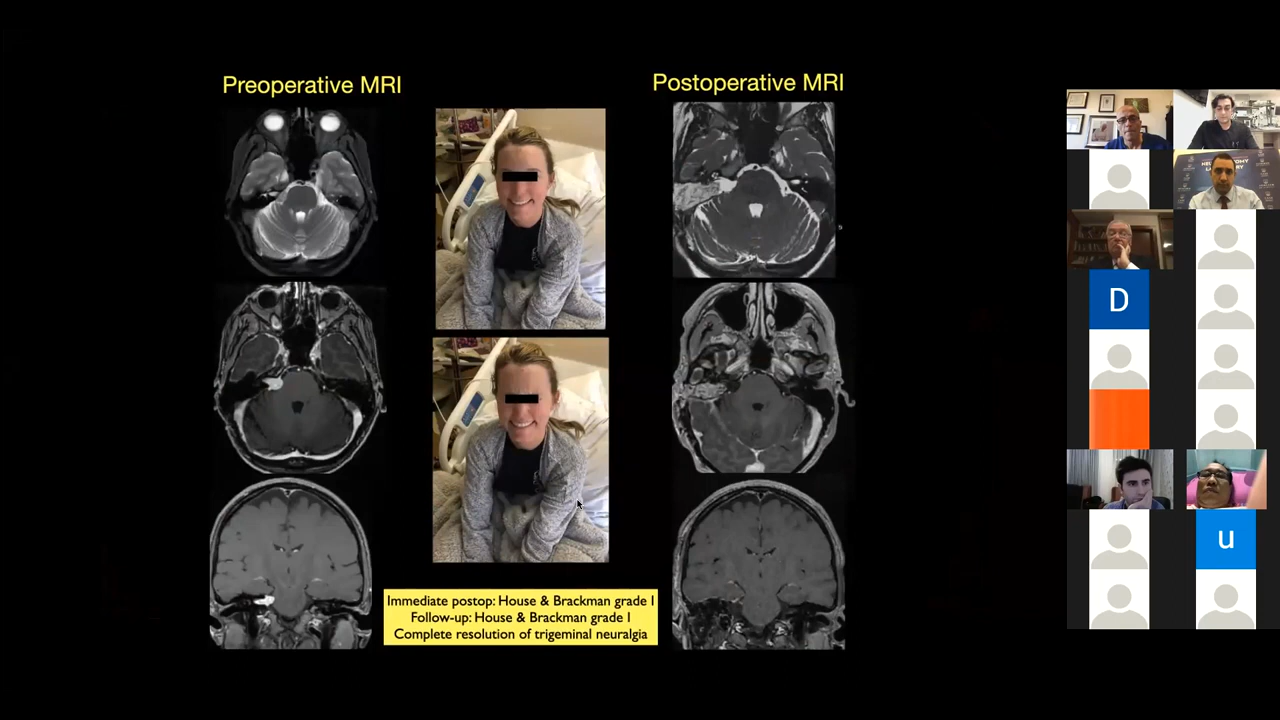 Preoperative MRI
Postoperative MRI
Immediate postop: House & Brackman grade I
Follow-up: House & Brackman grade I
Complete resolution of trigeminal neuralgia
D
u